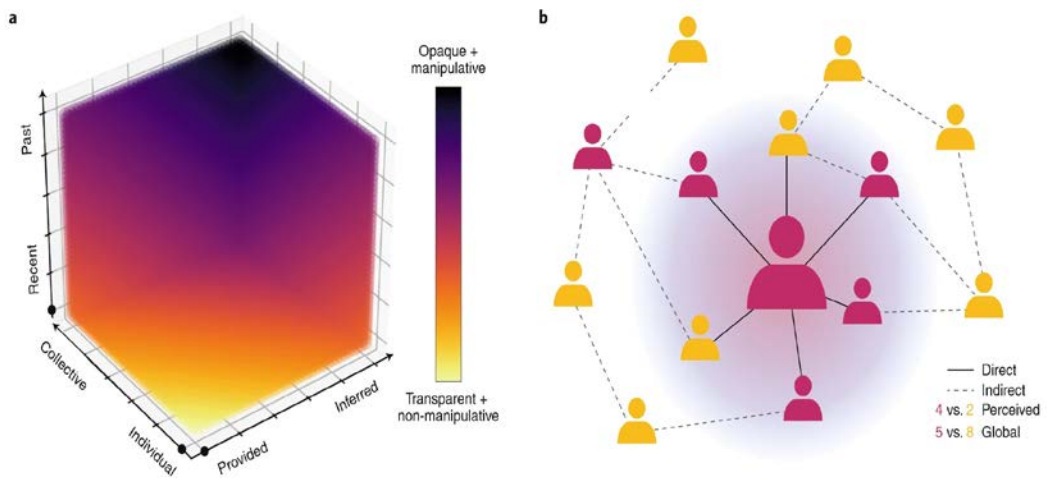 a
Opaque +
manipulative
Past
Recent
Collective
Individual
Provided
Inferred
Transparent +
non-manipulative
b
Direct
Indirect
4 vs. 2 Perceived
5 vs. 8 Global